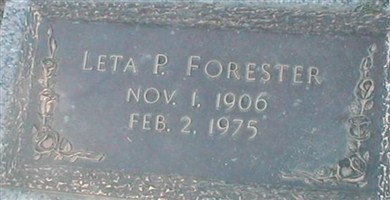 LETA P. FORESTER
NOV. 1, 1906
FEB. 2, 1975